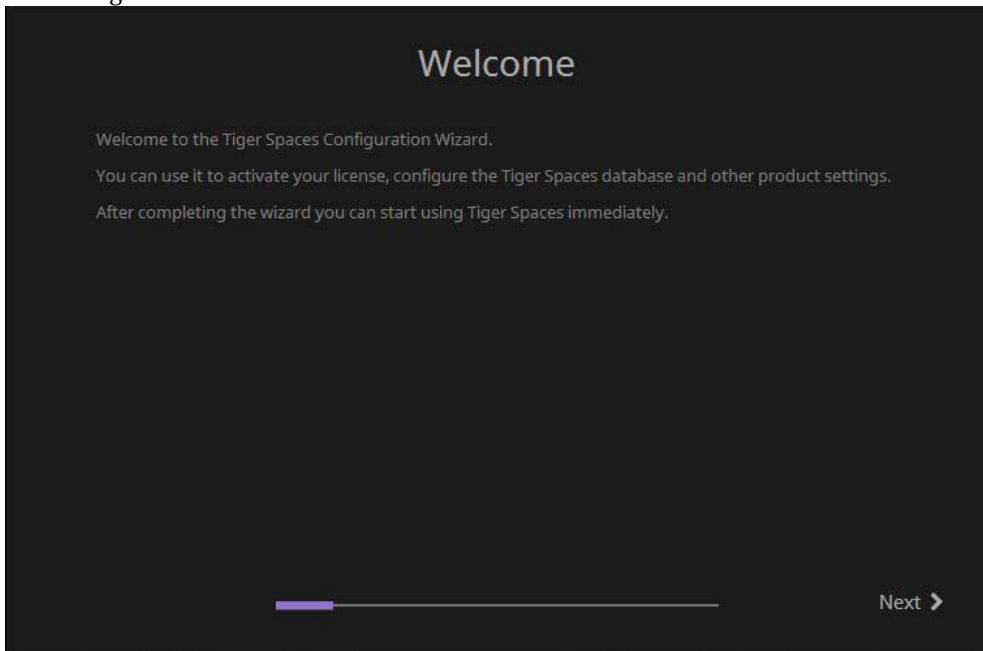 Welcome
Welcome to the Tiger Spaces Configuration Wizard.
You can use it to activate your license, configure the Tiger Spaces database and other product settings.
After completing the wizard you can start using Tiger Spaces immediately.
Next